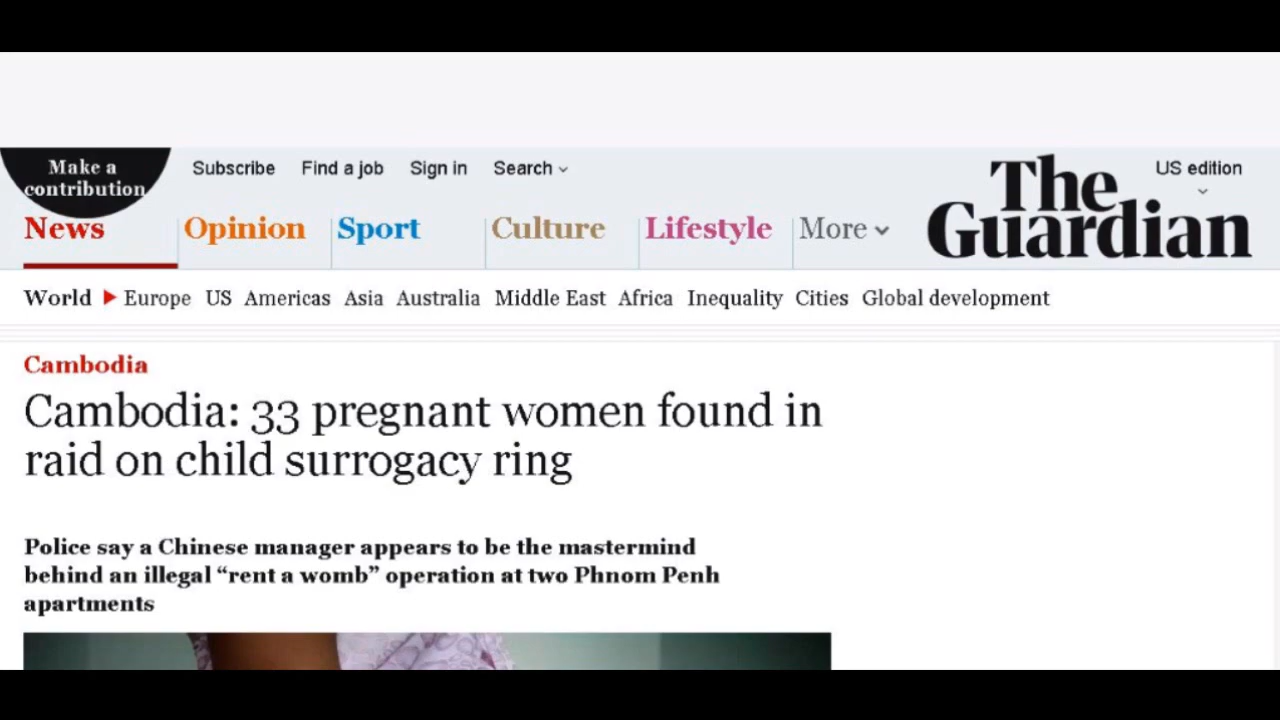 Make a
contribution
Subscribe Find a job Sign in Search
US edition
The
Guardian
News Opinion Sport Culture Lifestyle More
World Europe US Americas Asia Australia Middle East Africa Inequality Cities Global development
Cambodia
Cambodia: 33 pregnant women found in
raid on child surrogacy ring
Police say a Chinese manager appears to be the mastermind
behind an illegal “rent a womb” operation at two Phnom Penh
apartments